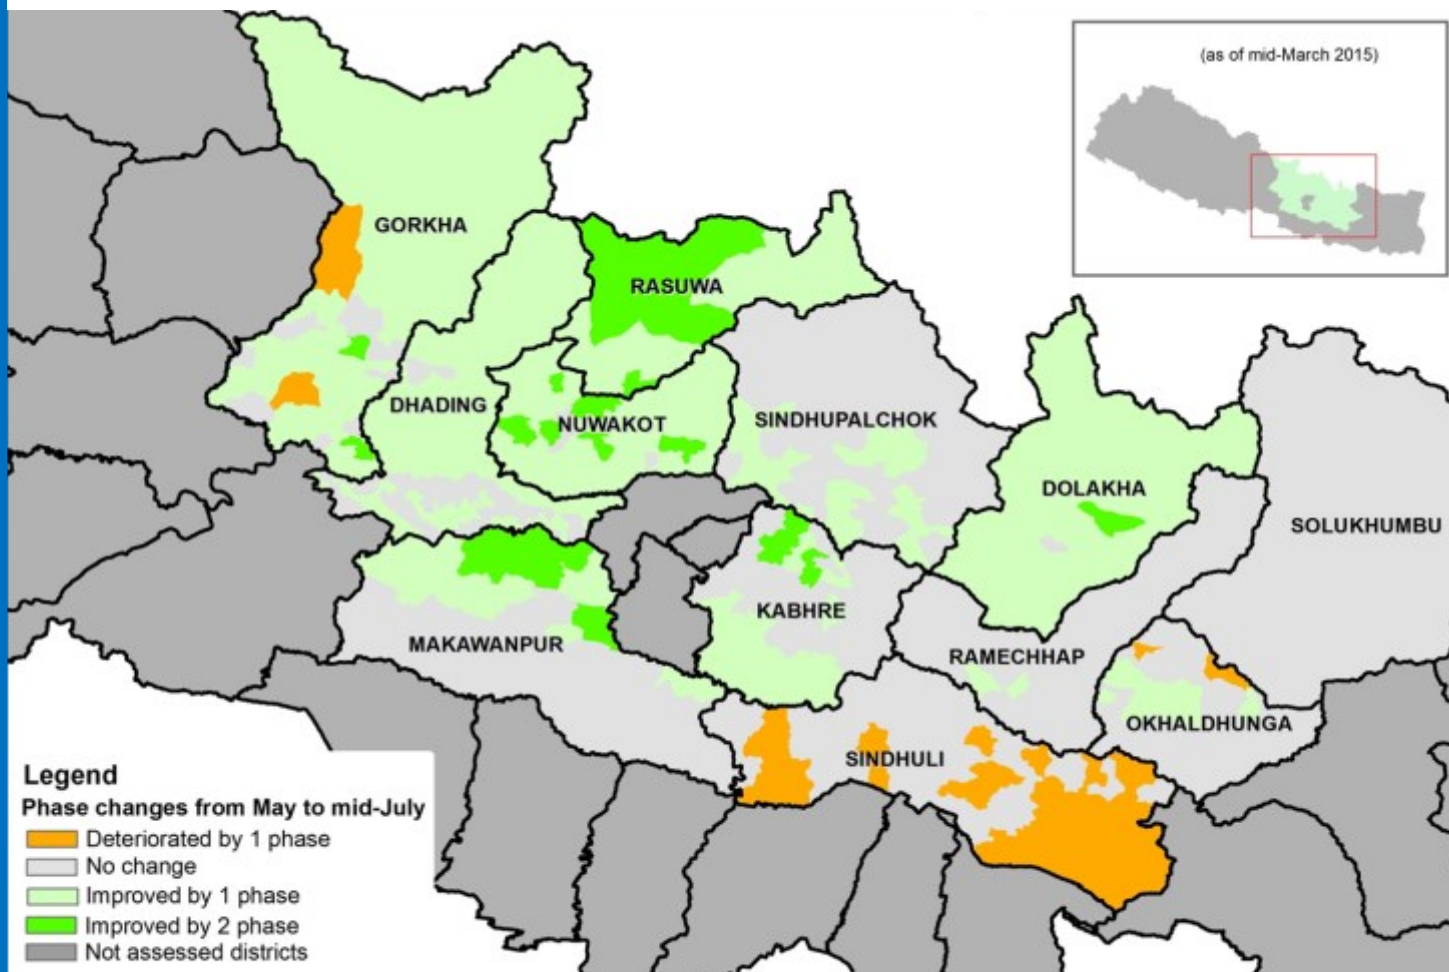 (as of mid-March 2015)
GORKHA
RASUWA
DHADING
NUWAKOT
SINDHUPALCHOK
DOLAKHA
SOLUKHUMBU
KABHRE
MAKAWANPUR
RAMECHHAP
OKHALDHUNGA
SINDHULI
Legend
Phase changes from May to mid-July
Deteriorated by 1 phase
No change
Improved by 1 phase
Improved by 2 phase
Not assessed districts